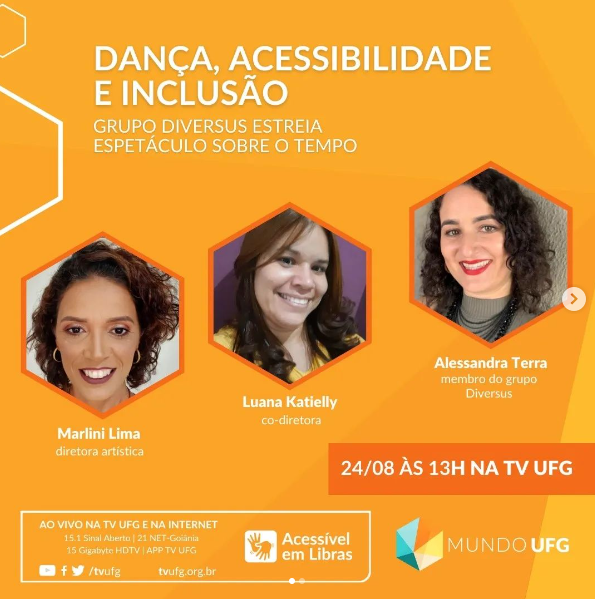 DANÇA, ACESSIBILIDADE
E INCLUSÃO
GRUPO DIVERSUS ESTREIA
ESPETÁCULO SOBRE O TEMPO
Marlini Lima
diretora artística
Luana Katielly
co-diretora
Alessandra Terra
membro do grupo
Diversus
24/08 ÀS 13H NA TV UFG
AO VIVO NA TV UFG E NA INTERNET
15.1 Sinal Aberto | 21 NET-Goiânia
15 Gigabyte HDTV | APP TV UFG
/tvufg tvufg.org.br
Acessível
em Libras
MUNDO UFG